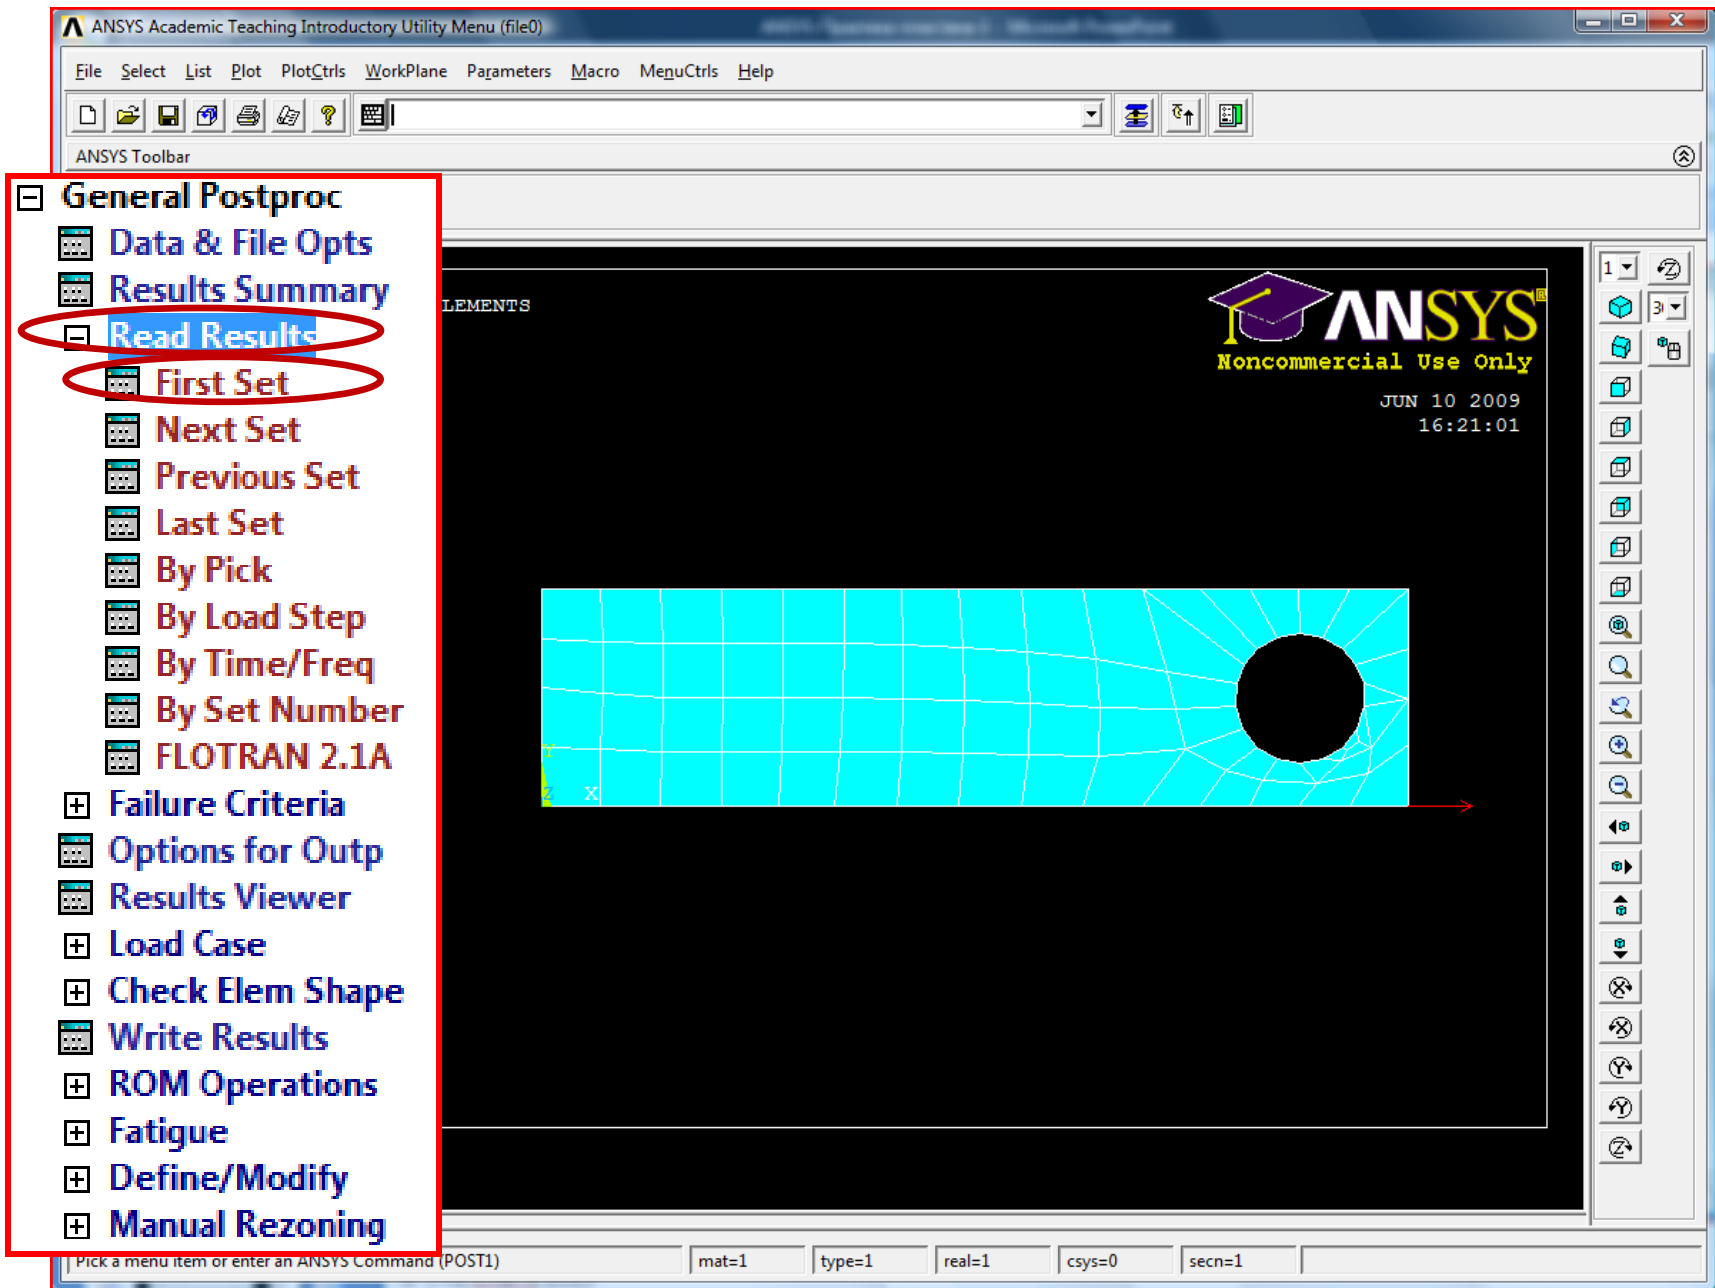 ANSYS Academic Teaching Introductory Utility Menu (file0)
File Select List Plot PlotCtrls WorkPlane Parameters Macro MenuCtrls Help
ANSYS Toolbar
General Postproc
Data & File Opts
Results Summary
Read Results
First Set
Next Set
Previous Set
Last Set
By Pick
By Load Step
By Time/Freq
By Set Number
FLOTRAN 2.1A
Failure Criteria
Options for Outp
Results Viewer
Load Case
Check Elem Shape
Write Results
ROM Operations
Fatigue
Define/Modify
Manual Rezoning
LEMENTS
ANSYS®
Noncommercial Use Only
JUN 10 2009
16:21:01
Y
Z X
1
Pick a menu item or enter an ANSYS Command (POST1) mat=1 type=1 real=1 csys=0 secn=1